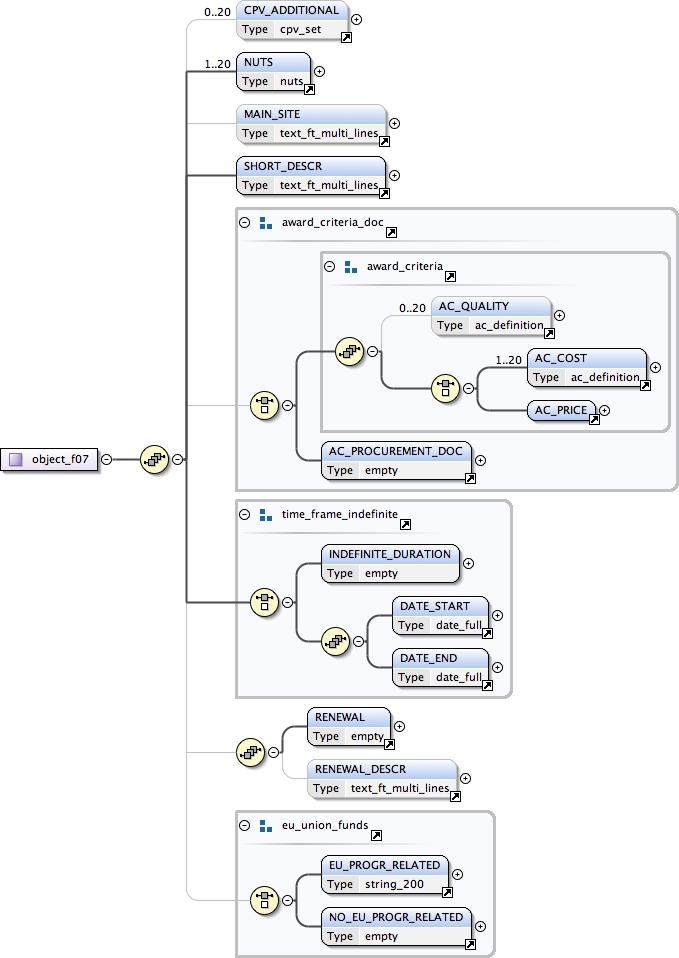 0..20 CPV_ADDITIONAL
Type cpv_set
1..20 NUTS
Type nuts
MAIN_SITE
Type text_ft_multi_lines
SHORT_DESCR
Type text_ft_multi_lines
award_criteria_doc
award_criteria
0..20 AC_QUALITY
Type ac_definition
1..20 AC_COST
Type ac_definition
AC_PRICE
AC_PROCUREMENT_DOC
Type empty
object_f07
time_frame_indefinite
INDEFINITE_DURATION
Type empty
DATE_START
Type date_full
DATE_END
Type date_full
RENEWAL
Type empty
RENEWAL_DESCR
Type text_ft_multi_lines
eu_union_funds
EU_PROGR_RELATED
Type string_200
NO_EU_PROGR_RELATED
Type empty